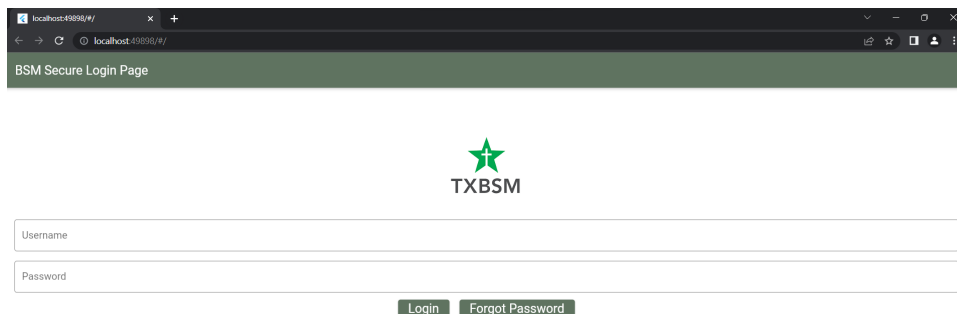 localhost:49898/#/
localhost:49898/#/
BSM Secure Login Page
TXBSM
Username
Password
Login Forgot Password